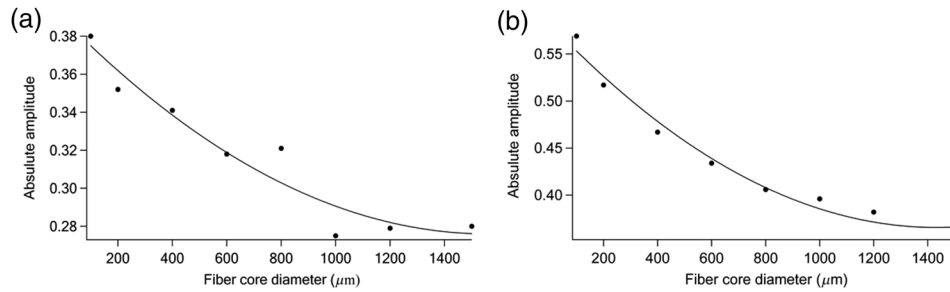 (a)
Absulute amplitude
0.38
0.36
0.34
0.32
0.30
0.28
200 400 600 800 1000 1200 1400
Fiber core diameter (μm)
(b)
Absulute amplitude
0.55
0.50
0.45
0.40
200 400 600 800 1000 1200 1400
Fiber core diameter (μm)